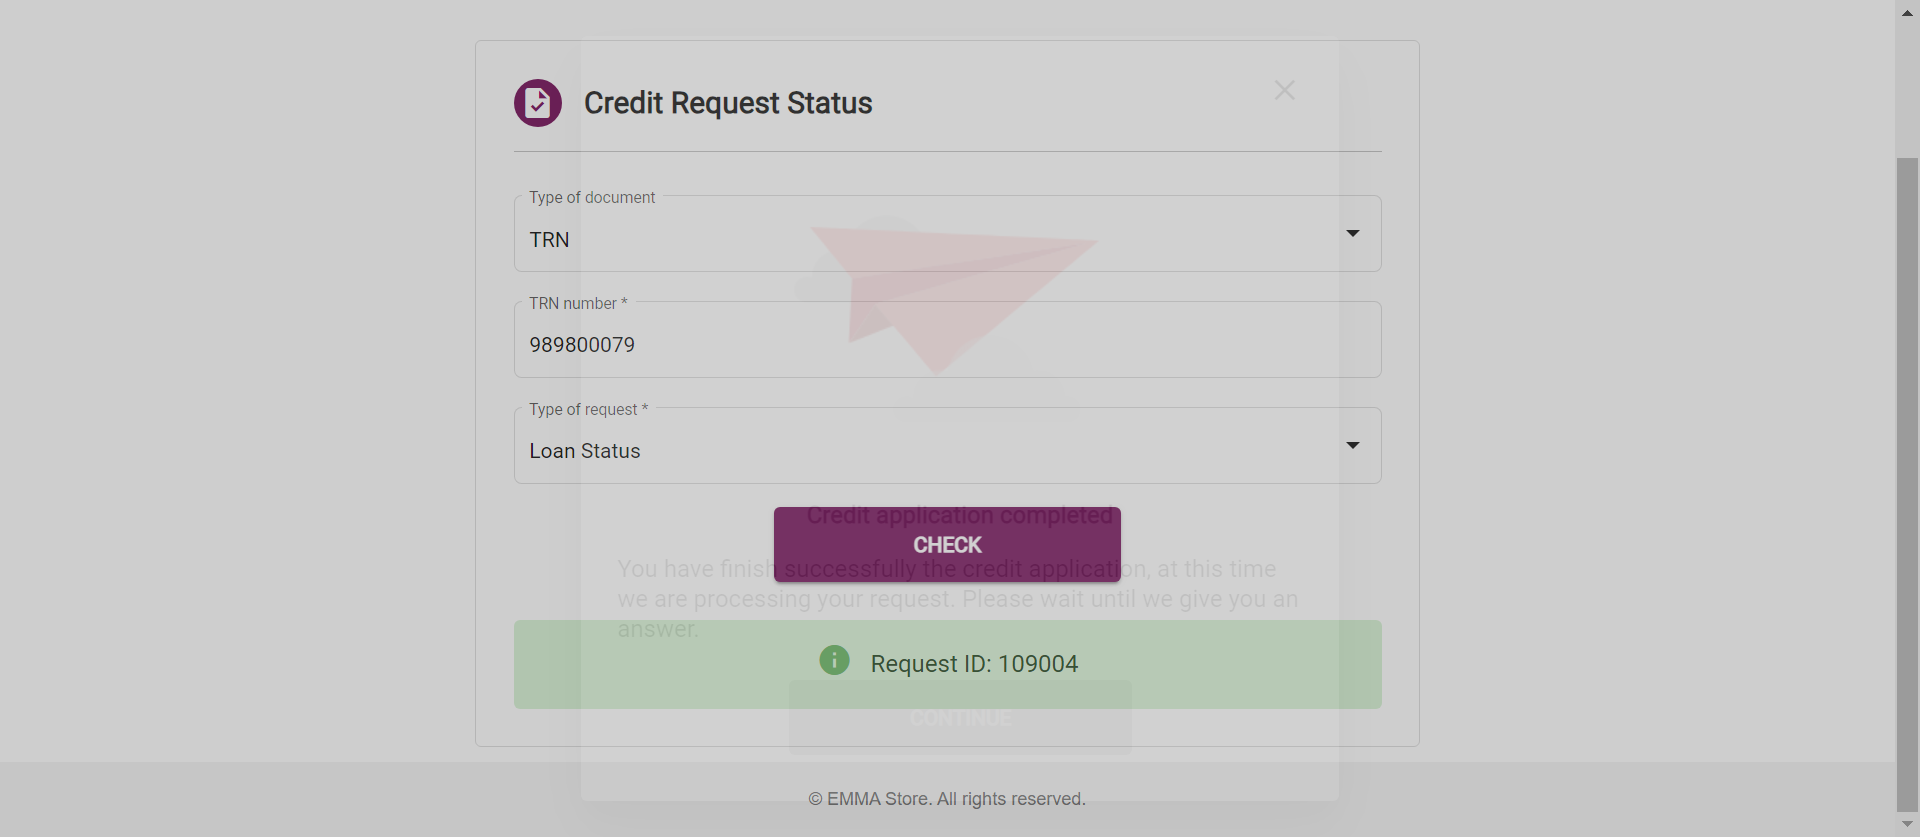 Credit Request Status
Type of document
TRN
TRN number *
989800079
Type of request *
Loan Status
Credit application completed
CHECK
You have finish successfully the credit application, at this time
we are processing your request. Please wait until we give you an
answer.
Request ID: 109004
CONTINUE
© EMMA Store. All rights reserved.